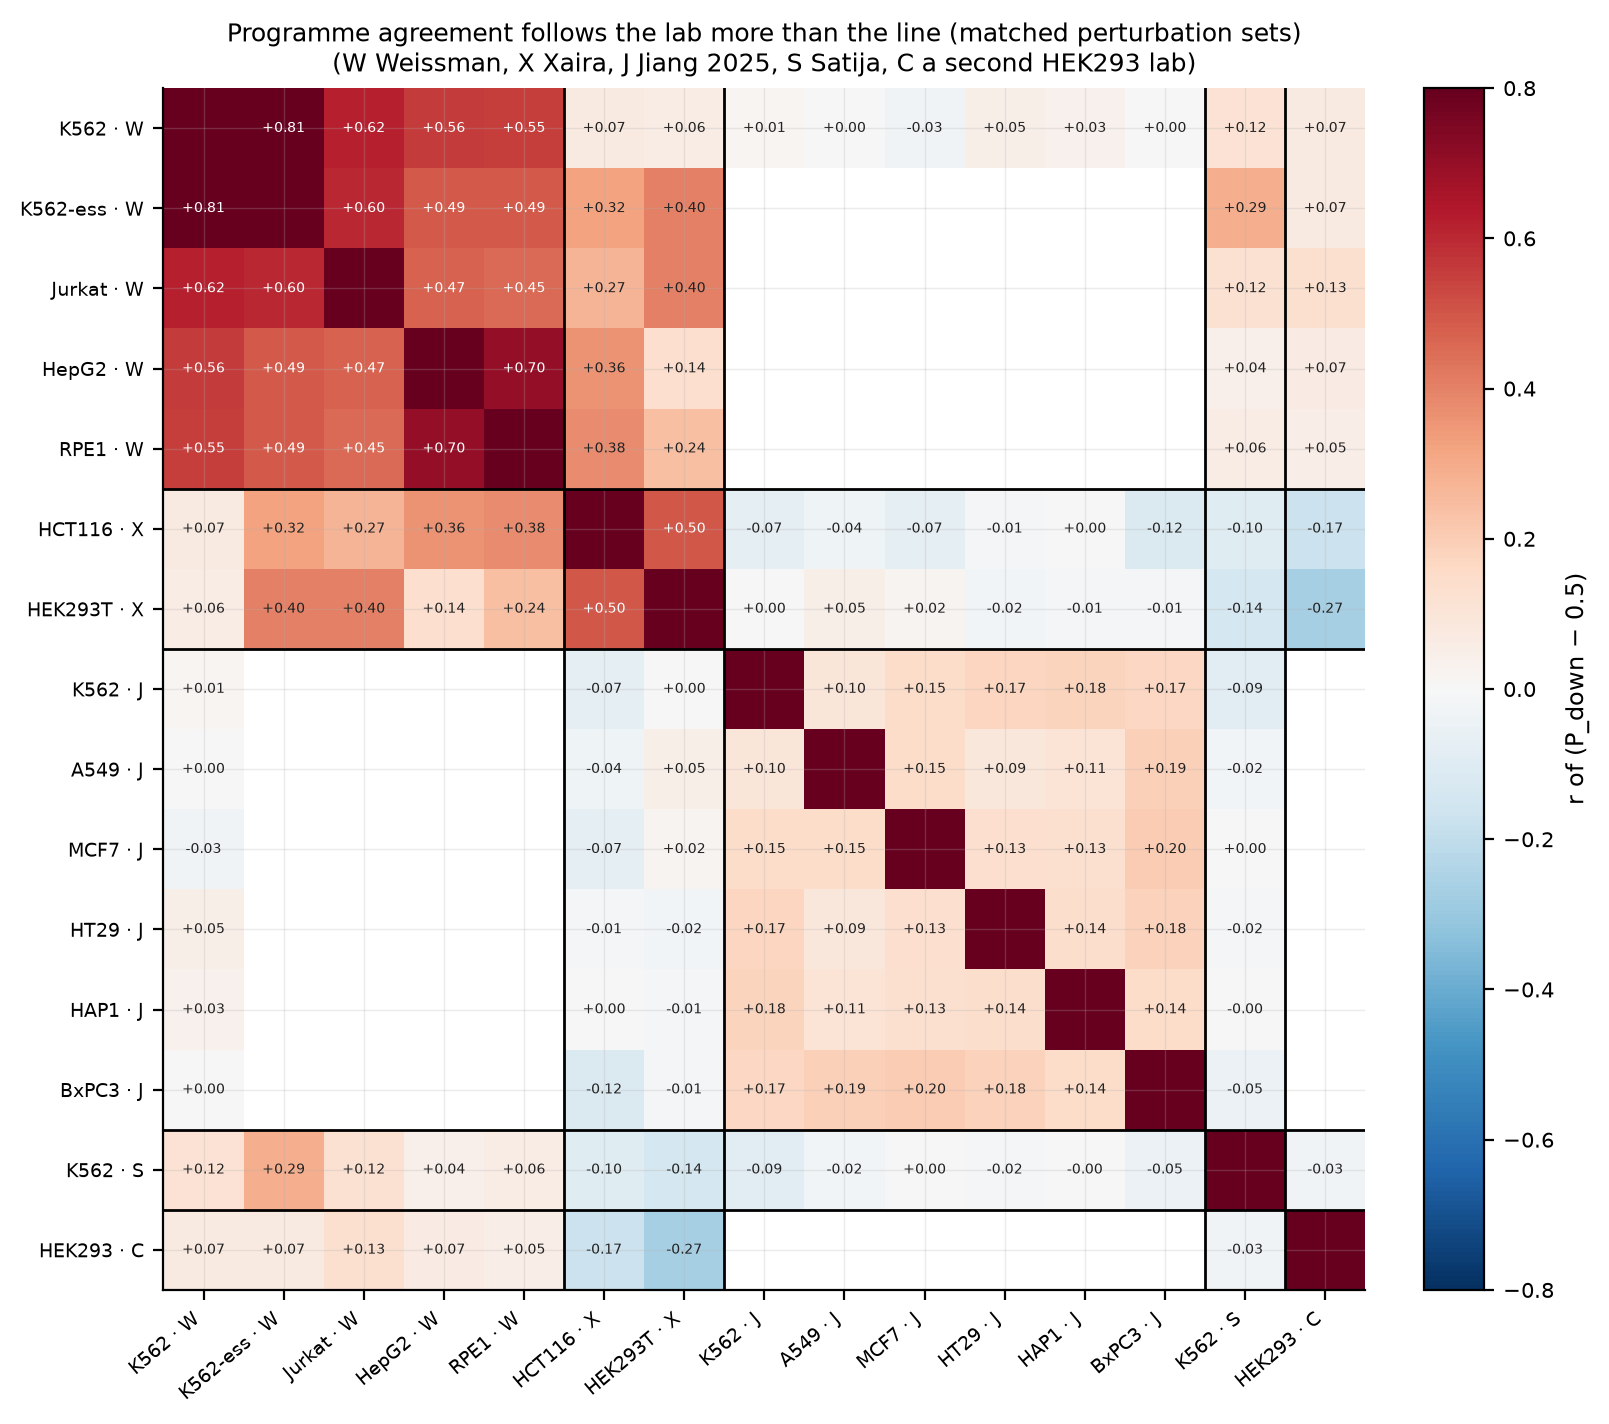 Programme agreement follows the lab more than the line (matched perturbation sets)
(W Weissman, X Xaira, J Jiang 2025, S Satija, C a second HEK293 lab)
K562 · W +0.81 +0.62 +0.56 +0.55 +0.07 +0.06 +0.01 +0.00 -0.03 +0.05 +0.03 +0.00 +0.12 +0.07
K562-ess · W +0.81 +0.60 +0.49 +0.49 +0.32 +0.40 +0.29 +0.07
Jurkat · W +0.62 +0.60 +0.47 +0.45 +0.27 +0.40 +0.12 +0.13
HepG2 · W +0.56 +0.49 +0.47 +0.70 +0.36 +0.14 +0.04 +0.07
RPE1 · W +0.55 +0.49 +0.45 +0.70 +0.38 +0.24 +0.06 +0.05
HCT116 · X +0.07 +0.32 +0.27 +0.36 +0.38 +0.50 -0.07 -0.04 -0.07 -0.01 +0.00 -0.12 -0.10 -0.17
HEK293T · X +0.06 +0.40 +0.40 +0.14 +0.24 +0.50 +0.00 +0.05 +0.02 -0.02 -0.01 -0.01 -0.14 -0.27
K562 · J +0.01 -0.07 +0.00 +0.10 +0.15 +0.17 +0.18 +0.17 -0.09
A549 · J +0.00 -0.04 +0.05 +0.10 +0.15 +0.09 +0.11 +0.19 -0.02
MCF7 · J -0.03 -0.07 +0.02 +0.15 +0.15 +0.13 +0.13 +0.20 +0.00
HT29 · J +0.05 -0.01 -0.02 +0.17 +0.09 +0.13 +0.14 +0.18 -0.02
HAP1 · J +0.03 +0.00 -0.01 +0.18 +0.11 +0.13 +0.14 +0.14 -0.00
BxPC3 · J +0.00 -0.12 -0.01 +0.17 +0.19 +0.20 +0.18 +0.14 -0.05
K562 · S +0.12 +0.29 +0.12 +0.04 +0.06 -0.10 -0.14 -0.09 -0.02 +0.00 -0.02 -0.00 -0.05 -0.03
HEK293 · C +0.07 +0.07 +0.13 +0.07 +0.05 -0.17 -0.27 -0.03
K562 · W K562-ess · W Jurkat · W HepG2 · W RPE1 · W HCT116 · X HEK293T · X K562 · J A549 · J MCF7 · J HT29 · J HAP1 · J BxPC3 · J K562 · S HEK293 · C
0.8
0.6
0.4
0.2
0.0
−0.2
−0.4
−0.6
−0.8
r of (P_down − 0.5)